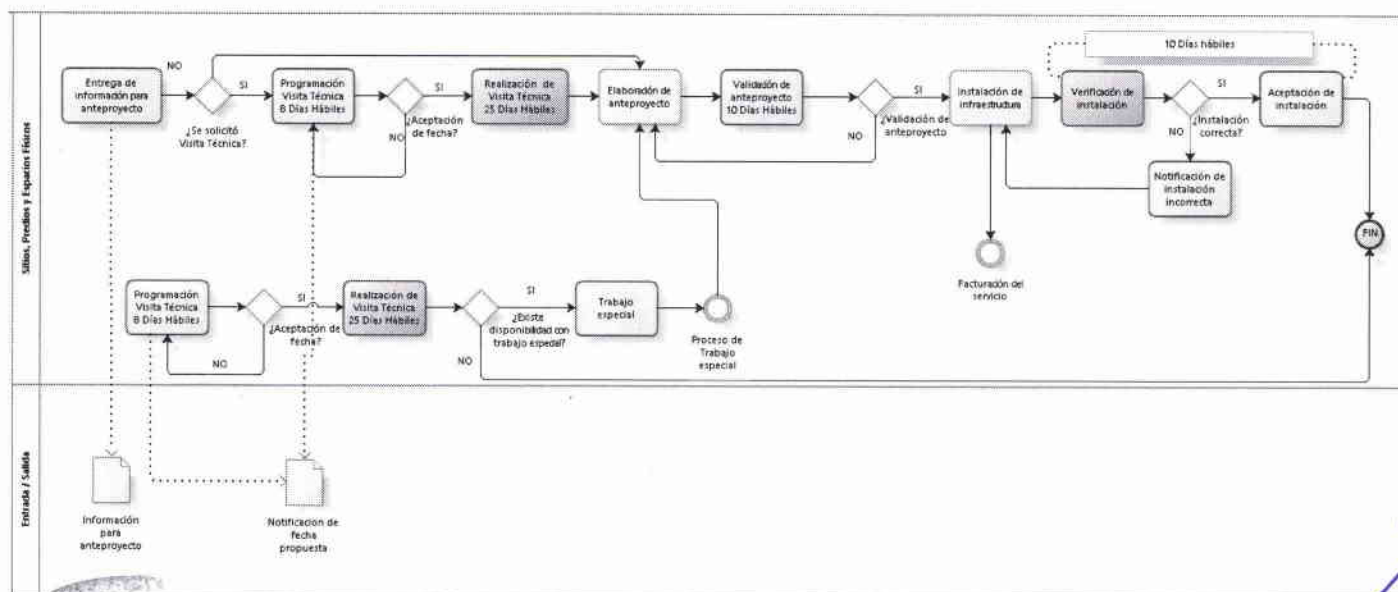 Sitios, Predios y Espacios Físicos
Entrega de
información para
anteproyecto
NO
SI
¿Se solicitó
Visita Técnica?
Programación
Visita Técnica
8 Días Hábiles
SI
¿Aceptación
de fecha?
NO
Realización de
Visita Técnica
25 Días Hábiles
Elaboración de
anteproyecto
Validación de
anteproyecto
10 Días Hábiles
SI
¿Validación de
anteproyecto
NO
Instalación de
infraestructura
10 Días hábiles
Verificación de
instalación
SI
¿Instalación
correcta?
NO
Aceptación de
instalación
Notificación de
instalación
incorrecta
FIN
Facturación del
servicio
Programación
Visita Técnica
8 Días Hábiles
SI
¿Aceptación de
fecha?
NO
Realización de
Visita Técnica
25 Días Hábiles
SI
¿Existe
disponibilidad con
trabajo especial?
NO
Trabajo
especial
Proceso de
Trabajo
especial
Entrada / Salida
Información
para
anteproyecto
Notificacion de
fecha
propuesta